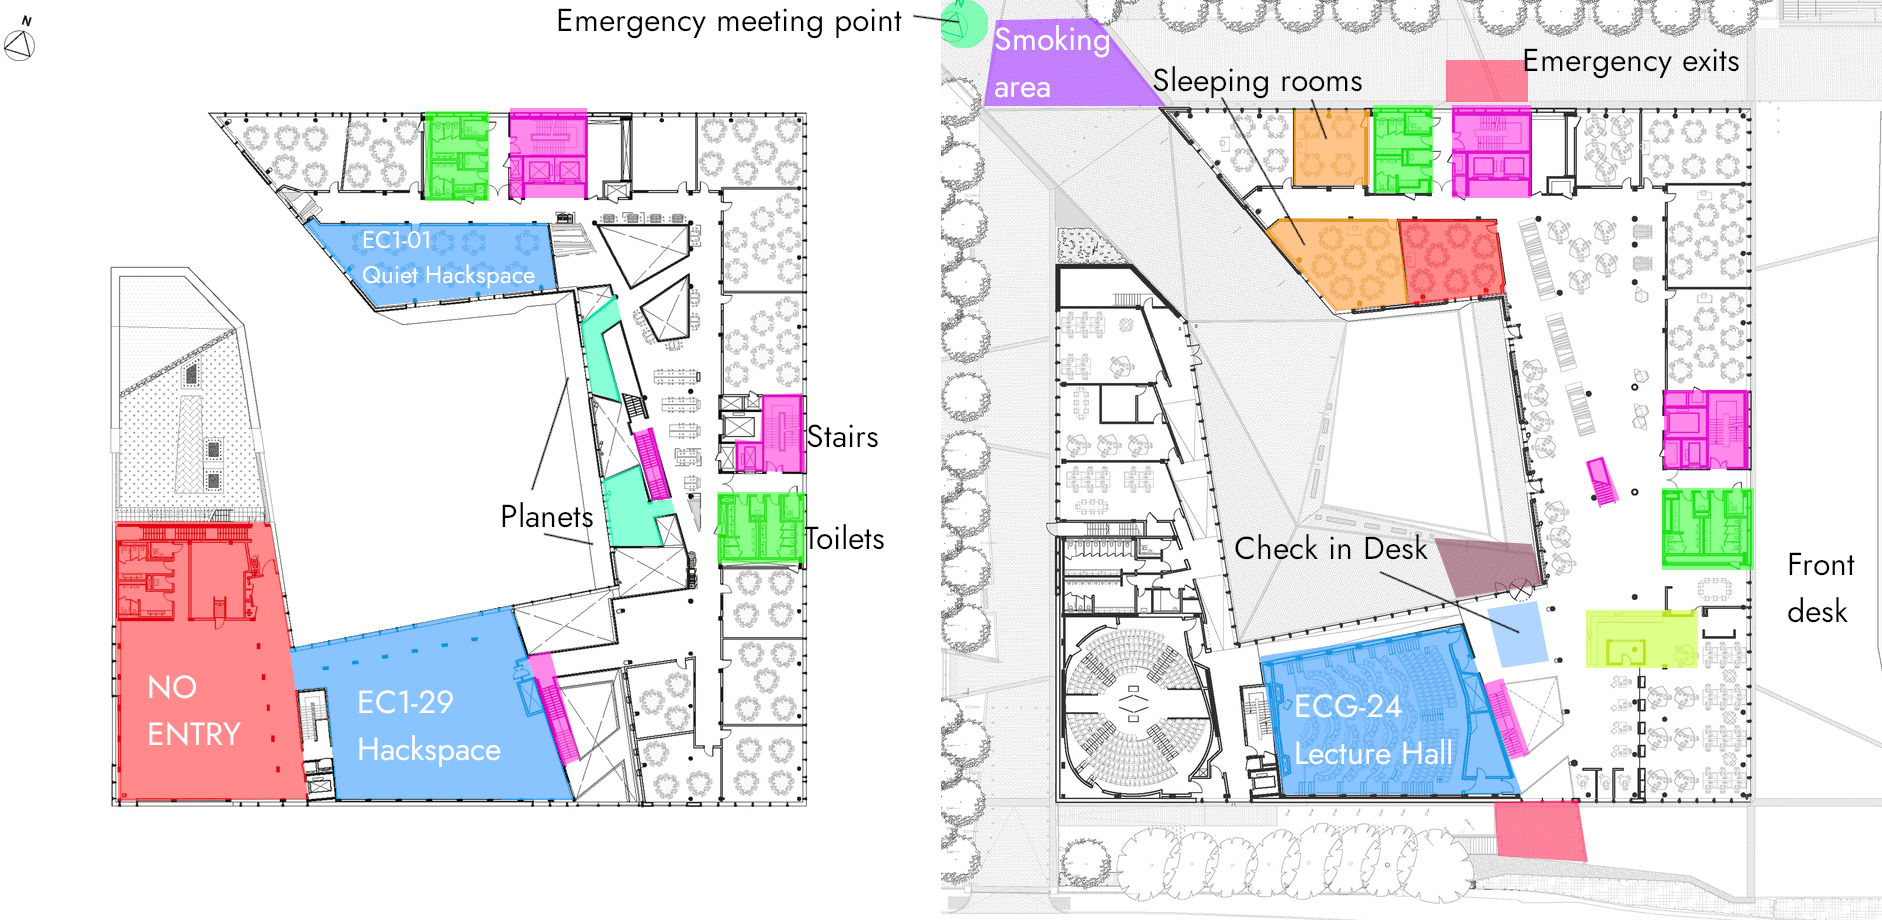 N
Emergency meeting point
EC1-01
Quiet Hackspace
Stairs
Planets
Toilets
NO
ENTRY
EC1-29
Hackspace
N
Smoking
area
Sleeping rooms
Emergency exits
Check in Desk
Front
desk
ECG-24
Lecture Hall